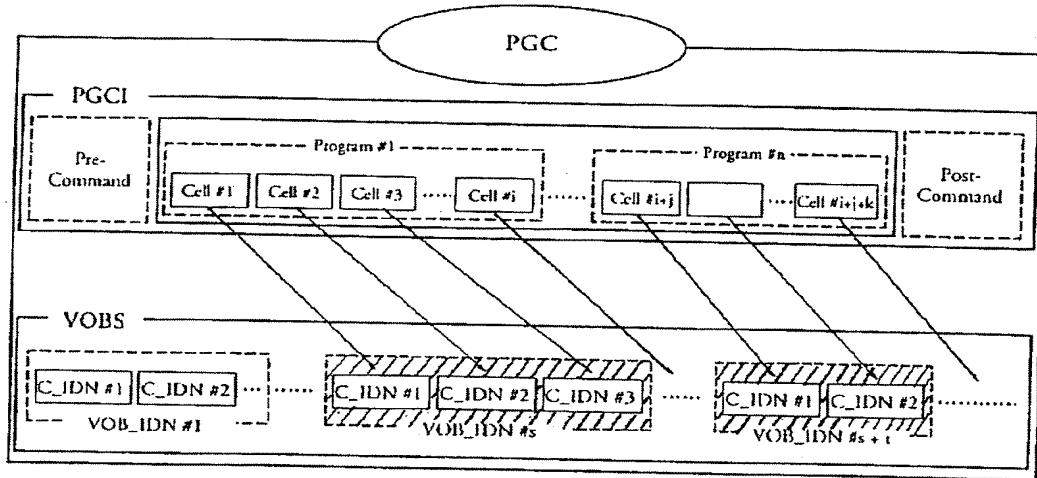 PGC
PGCI
Pre-
Command
Program #1
Cell #1 Cell #2 Cell #3 ····· Cell #i ······
Program #n
Cell #i+j ···· Cell #i+j+k
Post-
Command
VOBS
C_IDN #1 C_IDN #2 ···· ······
VOB_IDN #1
C_IDN #1 C_IDN #2 C_IDN #3 ······
VOB_IDN #s
C_IDN #1 C_IDN #2 ············
VOB_IDN #s + t